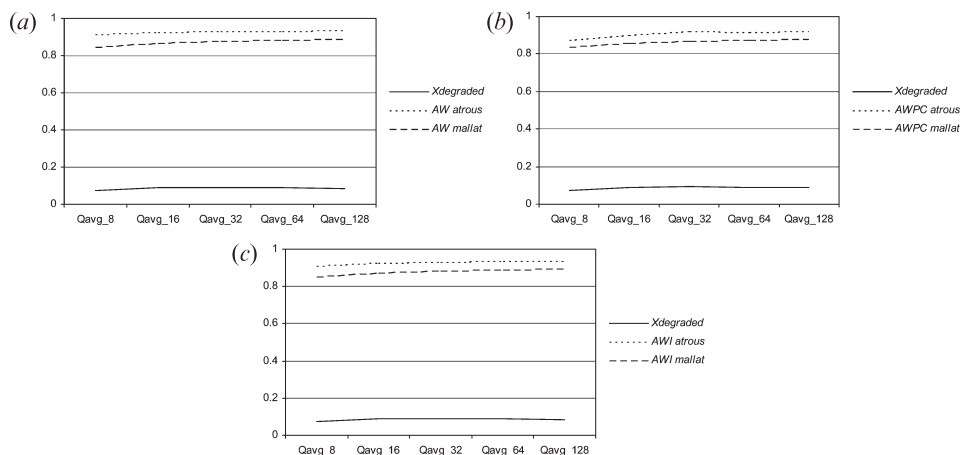 (a)
1
0.8
0.6
0.4
0.2
0
Qavg_8 Qavg_16 Qavg_32 Qavg_64 Qavg_128
Xdegraded
AW atrous
AW mallat
(b)
1
0.8
0.6
0.4
0.2
0
Qavg_8 Qavg_16 Qavg_32 Qavg_64 Qavg_128
Xdegraded
AWPC atrous
AWPC mallat
(c)
1
0.8
0.6
0.4
0.2
0
Qavg_8 Qavg_16 Qavg_32 Qavg_64 Qavg_128
Xdegraded
AWI atrous
AWI mallat